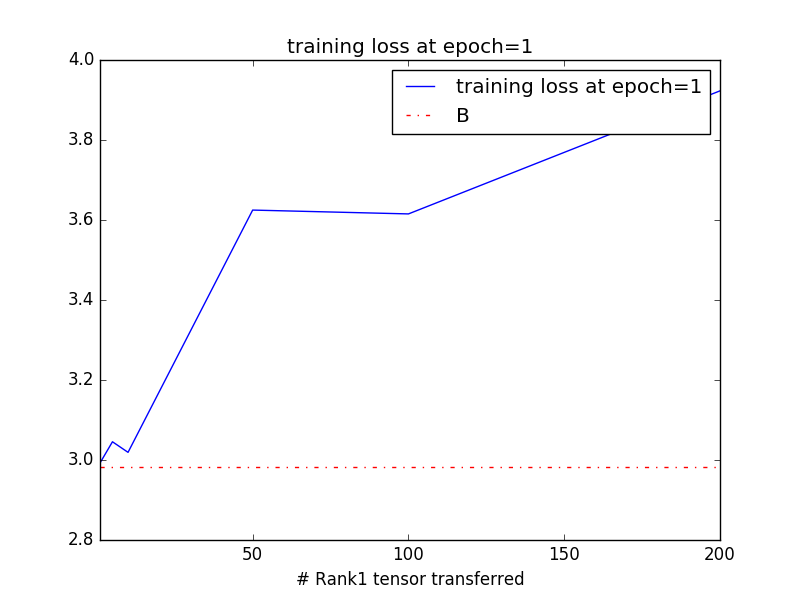 training loss at epoch=1
training loss at epoch=1
B
4.0
3.8
3.6
3.4
3.2
3.0
2.8
50 100 150 200
# Rank1 tensor transferred